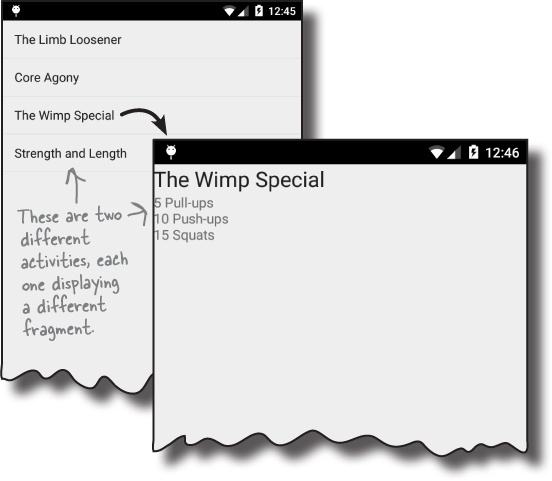 12:45
The Limb Loosener
Core Agony
The Wimp Special
Strength and Length
These are two
different
activities, each
one displaying
a different
fragment.
12:46
The Wimp Special
5 Pull-ups
10 Push-ups
15 Squats